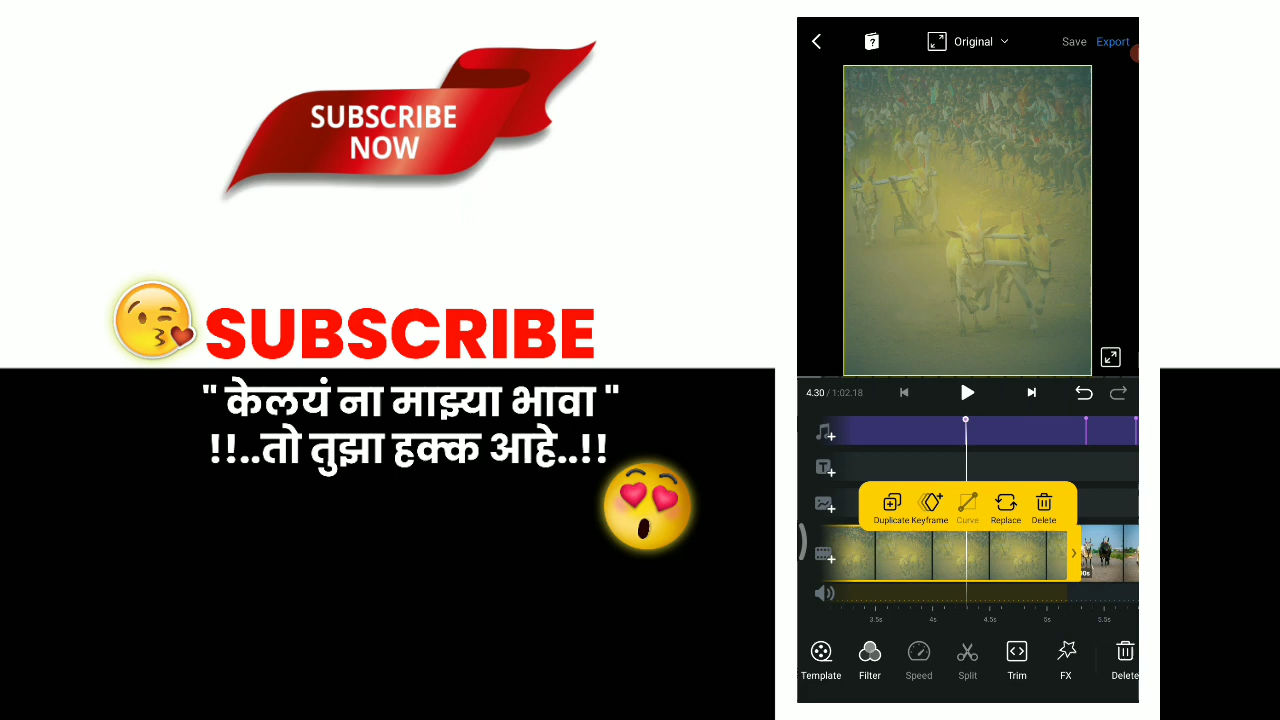 SUBSCRIBE
NOW
SUBSCRIBE
" केलयं ना माझ्या भावा "
!!..तो तुझा हक्क आहे..!!
Original
Save
Export
4.30 / 1:02.18
Duplicate
Keyframe
Curve
Replace
Delete
3.5s
4s
4.5s
5s
5.5s
Template
Filter
Speed
Split
Trim
FX
Delete